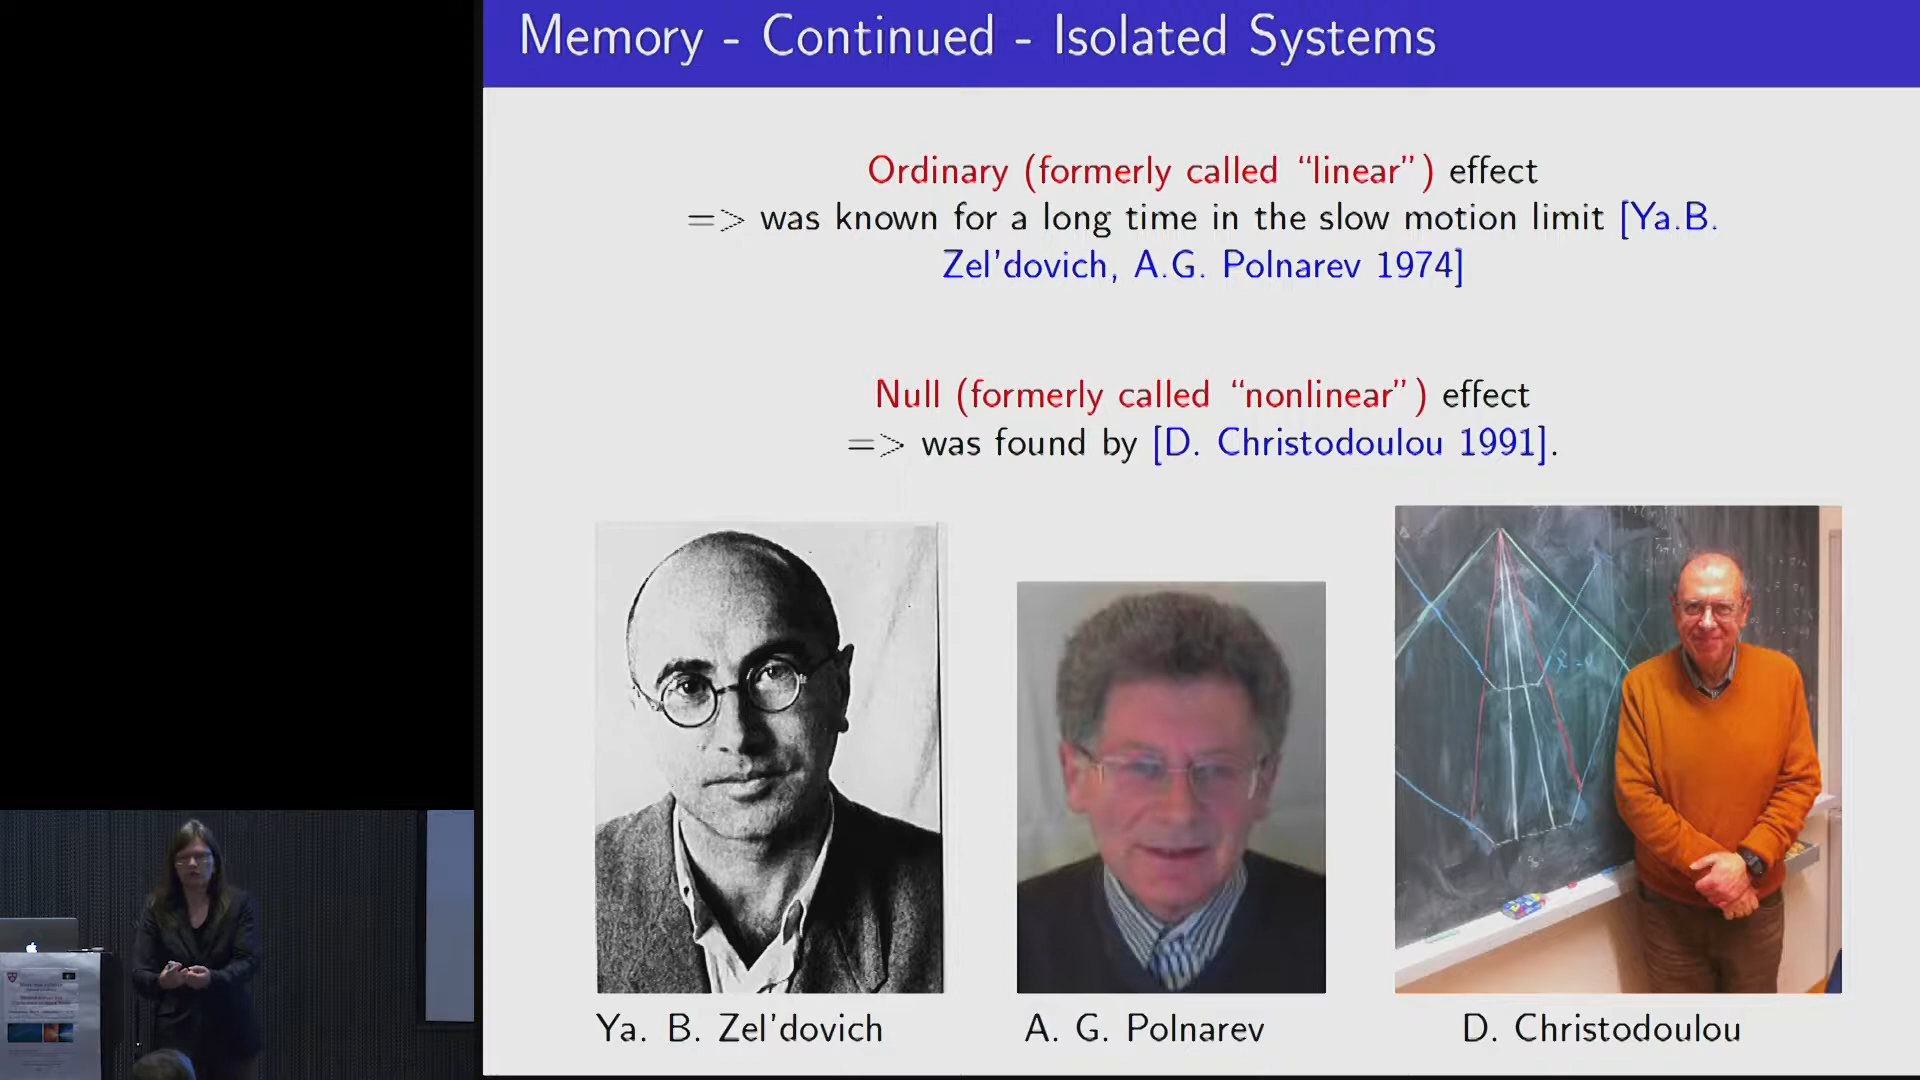 Memory - Continued - Isolated Systems
Ordinary (formerly called “linear”) effect
=> was known for a long time in the slow motion limit [Ya.B.
Zel’dovich, A.G. Polnarev 1974]
Null (formerly called “nonlinear”) effect
=> was found by [D. Christodoulou 1991].
Ya. B. Zel’dovich
A. G. Polnarev
D. Christodoulou